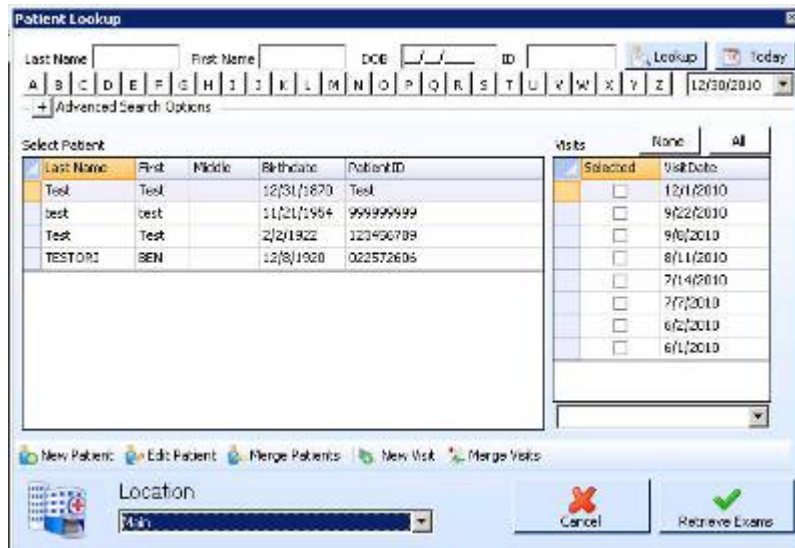 Patient Lookup
Last Name First Name DOB _/_/____ ID Lookup Today
A B C D E F G H I J K L M N O P Q R S T U V W X Y Z 12/30/2010
+ Advanced Search Options
Select Patient Visits None All
Last Name First Middle Birthdate PatientID Selected VisitDate
Test Test 12/31/1870 Test 12/1/2010
test test 11/21/1954 999999999 9/22/2010
Test Test 2/2/1922 123456789 9/8/2010
TESTORI BEN 12/8/1920 022572606 8/11/2010
7/14/2010
7/7/2010
6/2/2010
6/1/2010
New Patient Edit Patient Merge Patients New Visit Merge Visits
Location
Main
Cancel Retrieve Exams